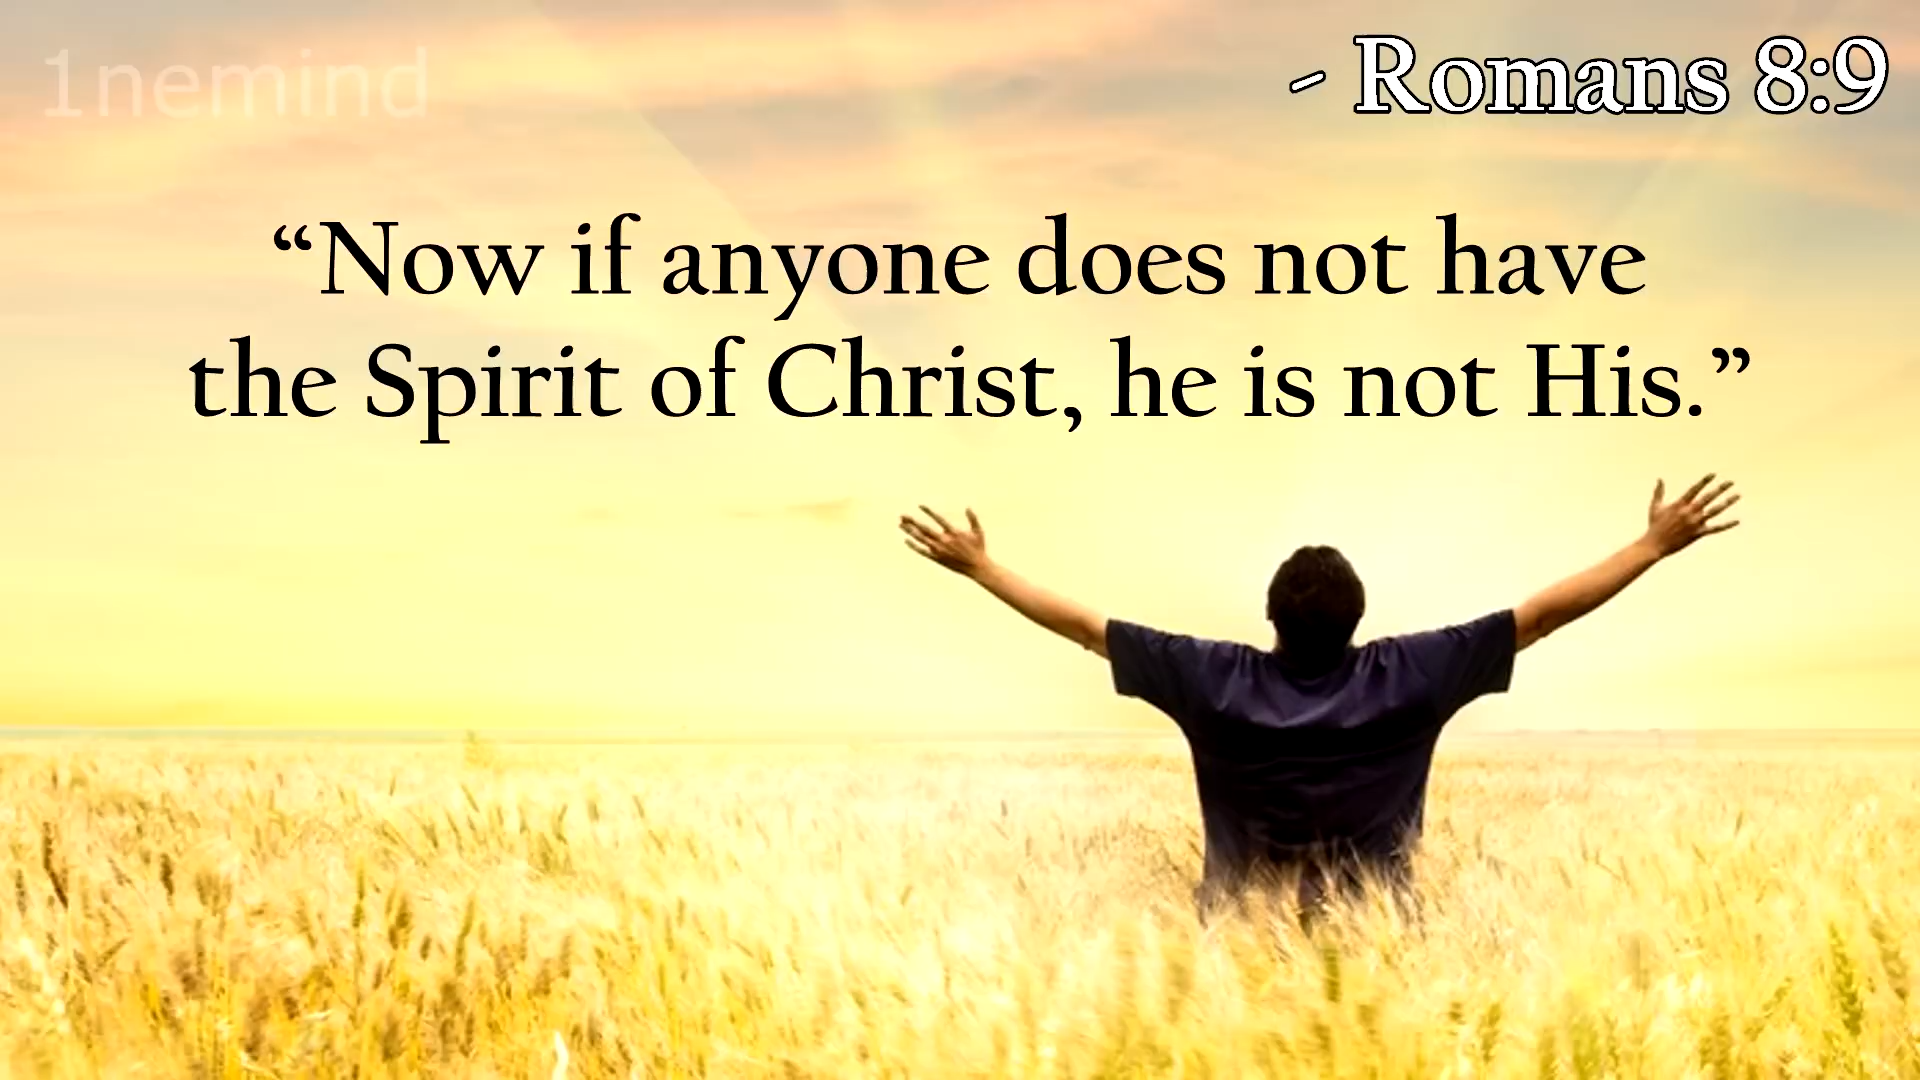 1nemind
- Romans 8:9
“Now if anyone does not have
the Spirit of Christ, he is not His.”